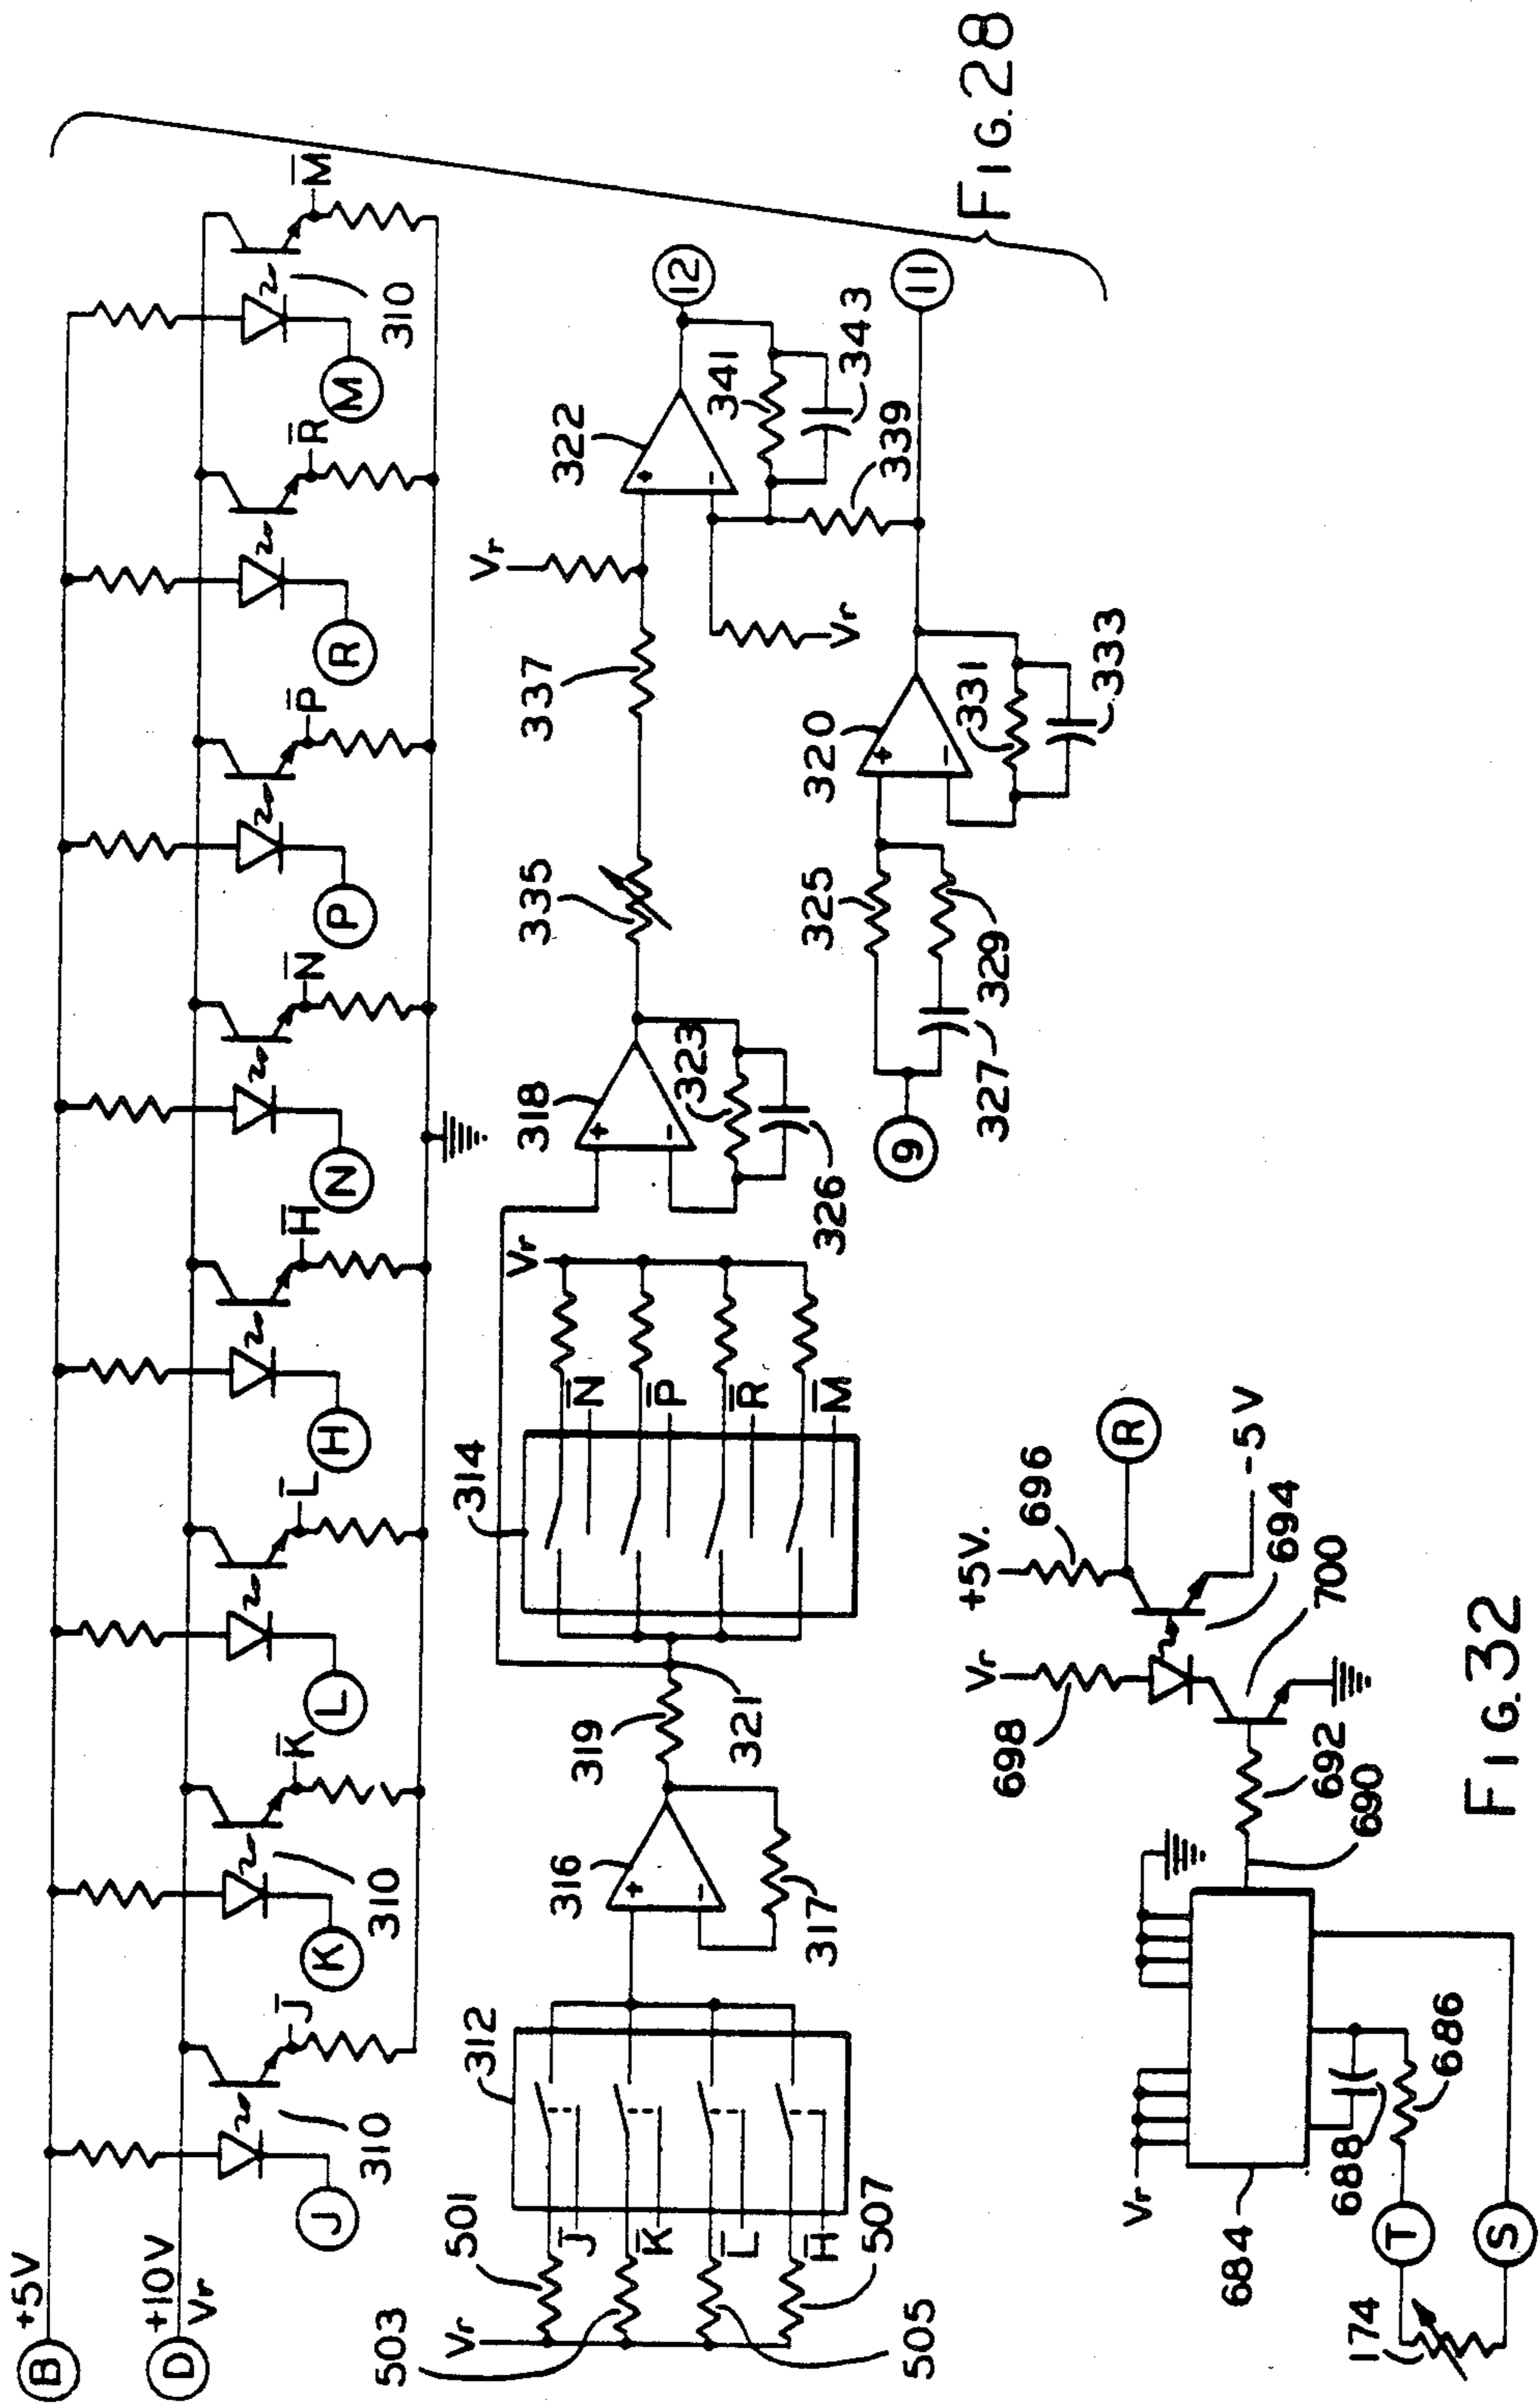 B +5V
D +10V
Vr
J J̅ K K̅ L L̅ H H̅ N N̅ P P̅ R R̅ M M̅
310 310 310
501 312 316 319 314 318 335 337 322
Vr Vr Vr
503 J̅ K̅ L̅ H̅ N̅ P̅ R̅ M̅
+ - + - + -
505 507 317 321 326 323 341 343 12
Vr
339
9 325 327 329 320 + - 331 333 11
FIG. 28
Vr
684 174 T S 688 686 690 692
698 Vr +5V. 696 R
-5V 694 700
FIG. 32